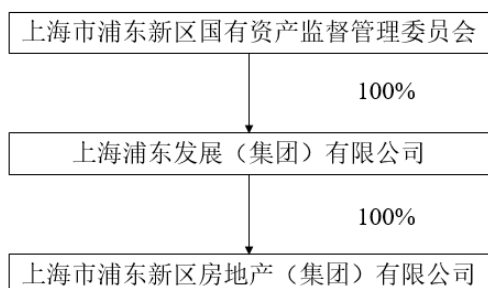 上海市浦东新区国有资产监督管理委员会
100%
上海浦东发展（集团）有限公司
100%
上海市浦东新区房地产（集团）有限公司